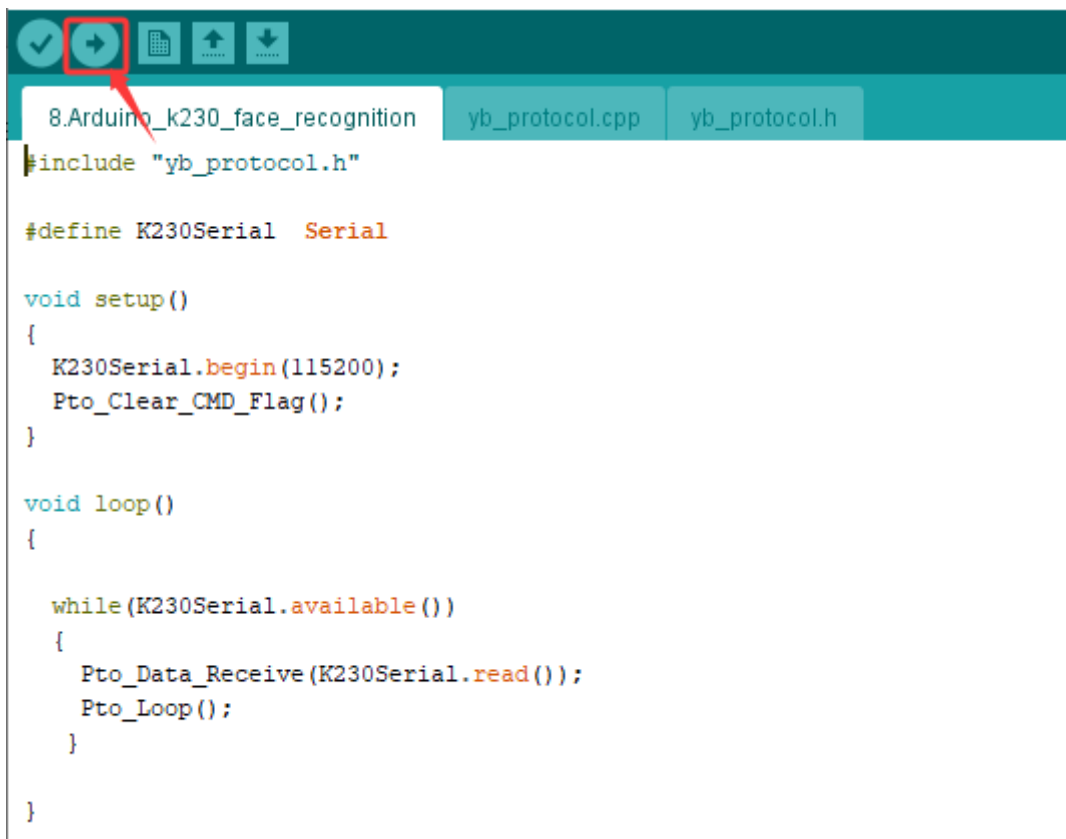 8.Arduino_k230_face_recognition yb_protocol.cpp yb_protocol.h
#include "yb_protocol.h"
#define K230Serial  Serial
void setup()
{
  K230Serial.begin(115200);
  Pto_Clear_CMD_Flag();
}
void loop()
{
  while(K230Serial.available())
  {
    Pto_Data_Receive(K230Serial.read());
    Pto_Loop();
   }
}